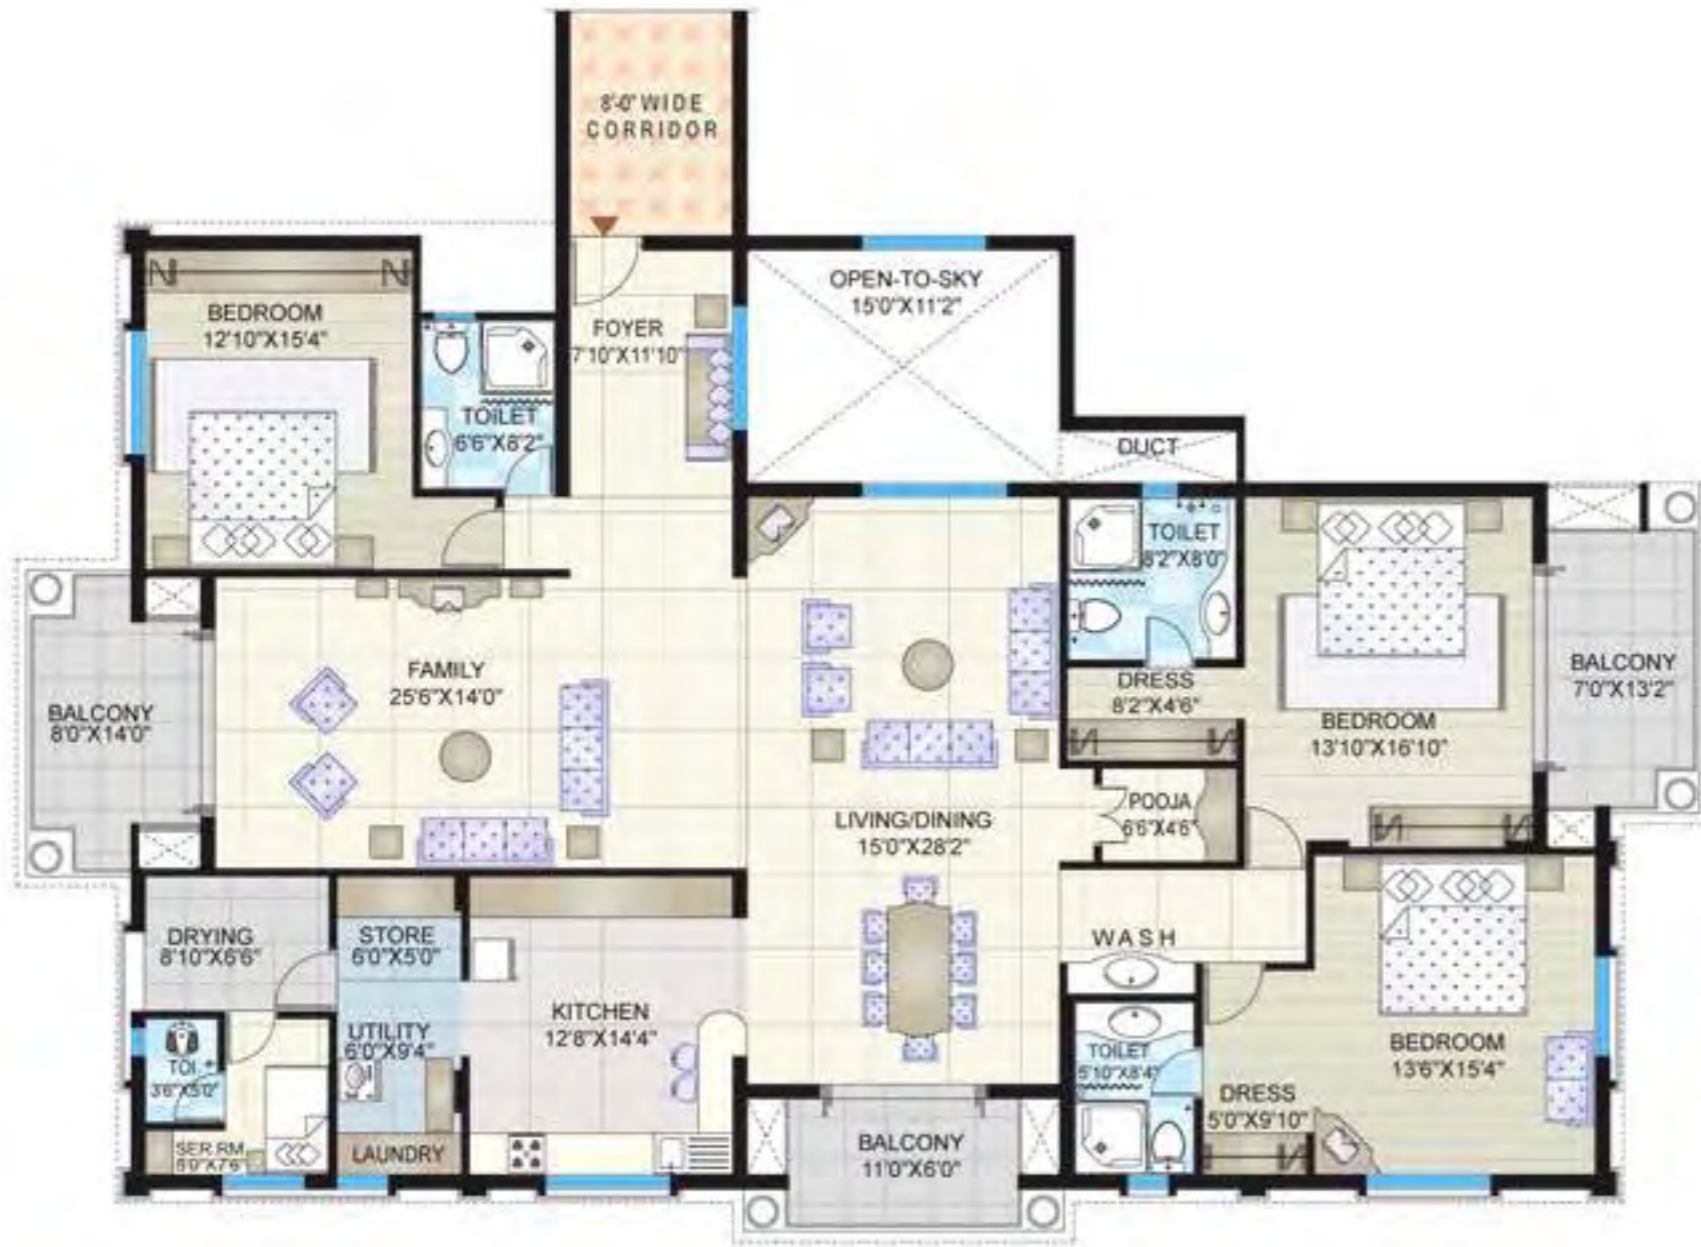 8'-0" WIDE
CORRIDOR
OPEN-TO-SKY
15'0"X11'2"
BEDROOM
12'10"X15'4"
FOYER
7'10"X11'10"
TOILET
6'6"X8'2"
DUCT
TOILET
8'2"X8'0"
FAMILY
25'6"X14'0"
BALCONY
7'0"X13'2"
DRESS
8'2"X4'6"
BALCONY
8'0"X14'0"
BEDROOM
13'10"X16'10"
POOJA
6'6"X4'6"
LIVING/DINING
15'0"X28'2"
DRYING
8'10"X6'6"
STORE
6'0"X5'0"
WASH
KITCHEN
12'8"X14'4"
UTILITY
6'0"X9'4"
BEDROOM
13'6"X15'4"
TOILET
5'10"X8'4"
TOI
3'6"X5'0"
DRESS
5'0"X9'10"
SER.RM
LAUNDRY
BALCONY
11'0"X6'0"